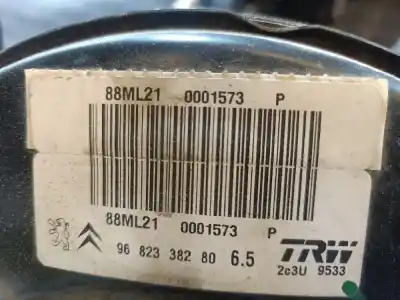 88ML21 0001573 P
88ML21 0001573 P
96 823 382 80 6.5
TRW
2c3U 9533